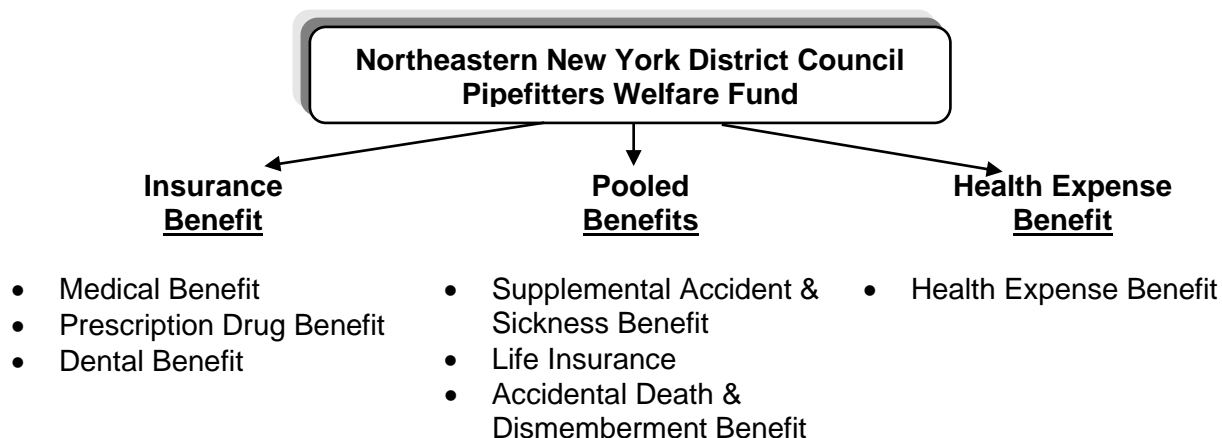 Northeastern New York District Council
Pipefitters Welfare Fund
Insurance
Benefit
• Medical Benefit
• Prescription Drug Benefit
• Dental Benefit
Pooled
Benefits
• Supplemental Accident &
Sickness Benefit
• Life Insurance
• Accidental Death &
Dismemberment Benefit
Health Expense
Benefit
• Health Expense Benefit